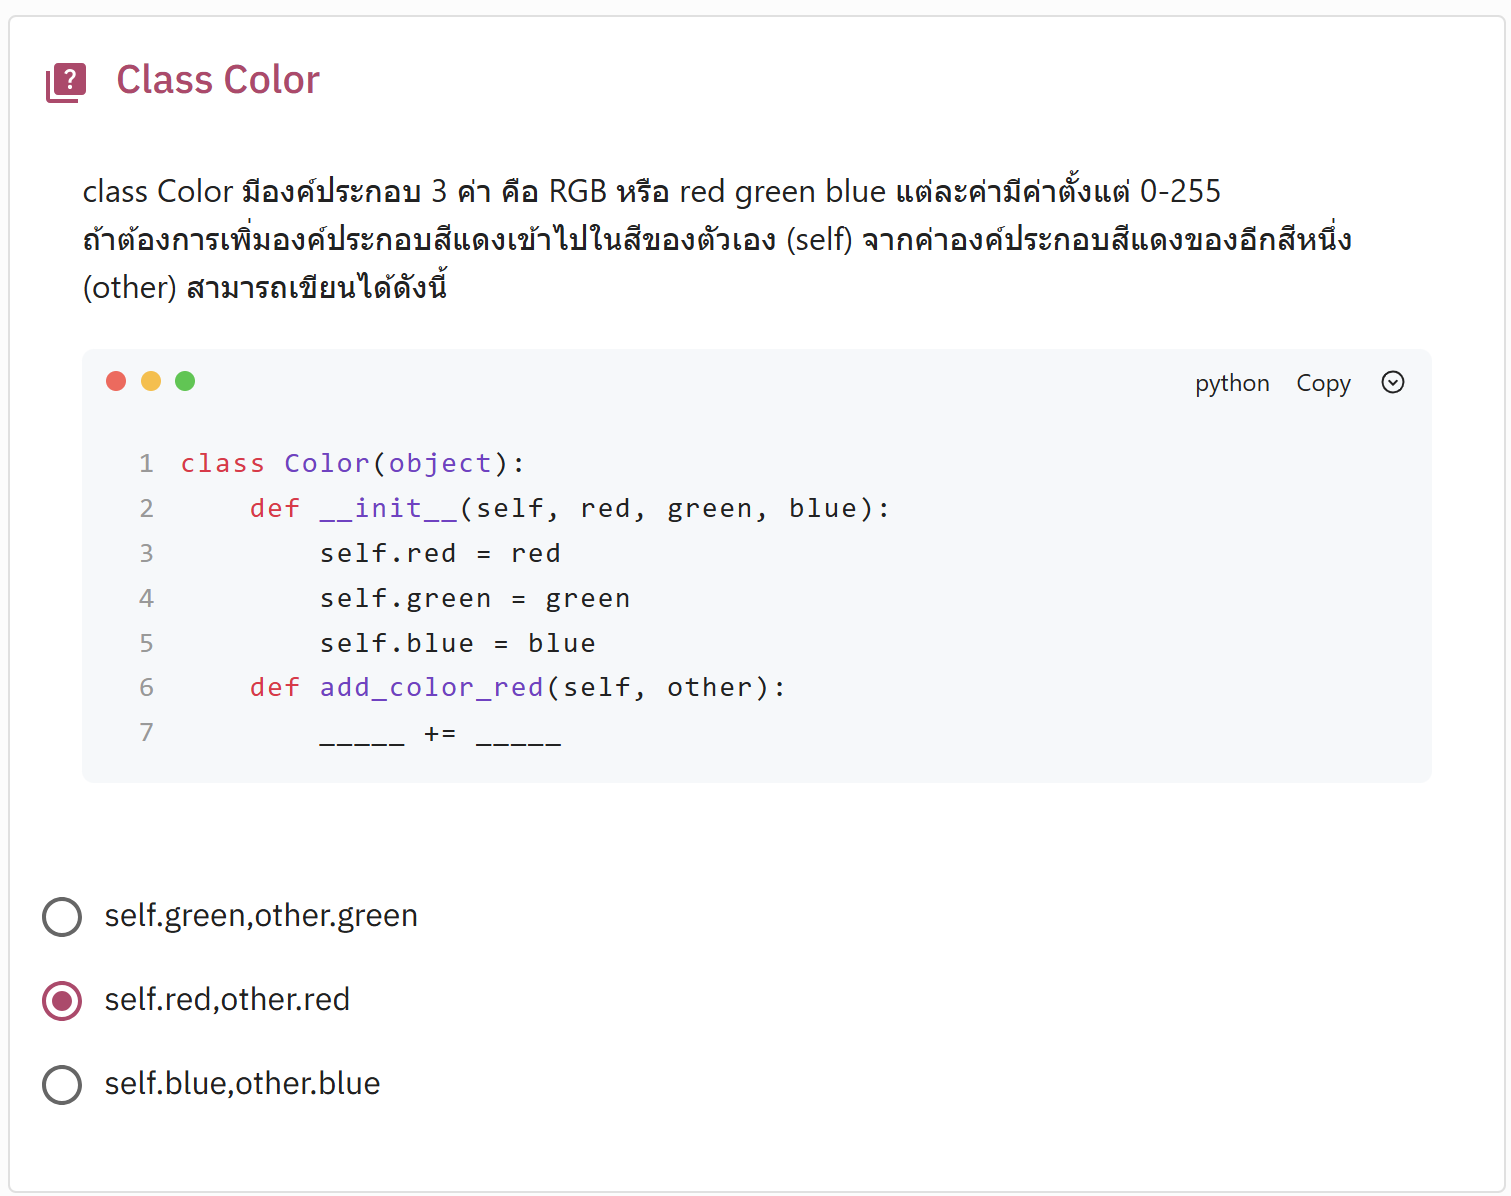 Class Color
class Color มีองค์ประกอบ 3 ค่า คือ RGB หรือ red green blue แต่ละค่ามีค่าตั้งแต่ 0-255
ถ้าต้องการเพิ่มองค์ประกอบสีแดงเข้าไปในสีของตัวเอง (self) จากค่าองค์ประกอบสีแดงของอีกสีหนึ่ง
(other) สามารถเขียนได้ดังนี้
python Copy
1 class Color(object):
2     def __init__(self, red, green, blue):
3         self.red = red
4         self.green = green
5         self.blue = blue
6     def add_color_red(self, other):
7         _____ += _____
self.green,other.green
self.red,other.red
self.blue,other.blue